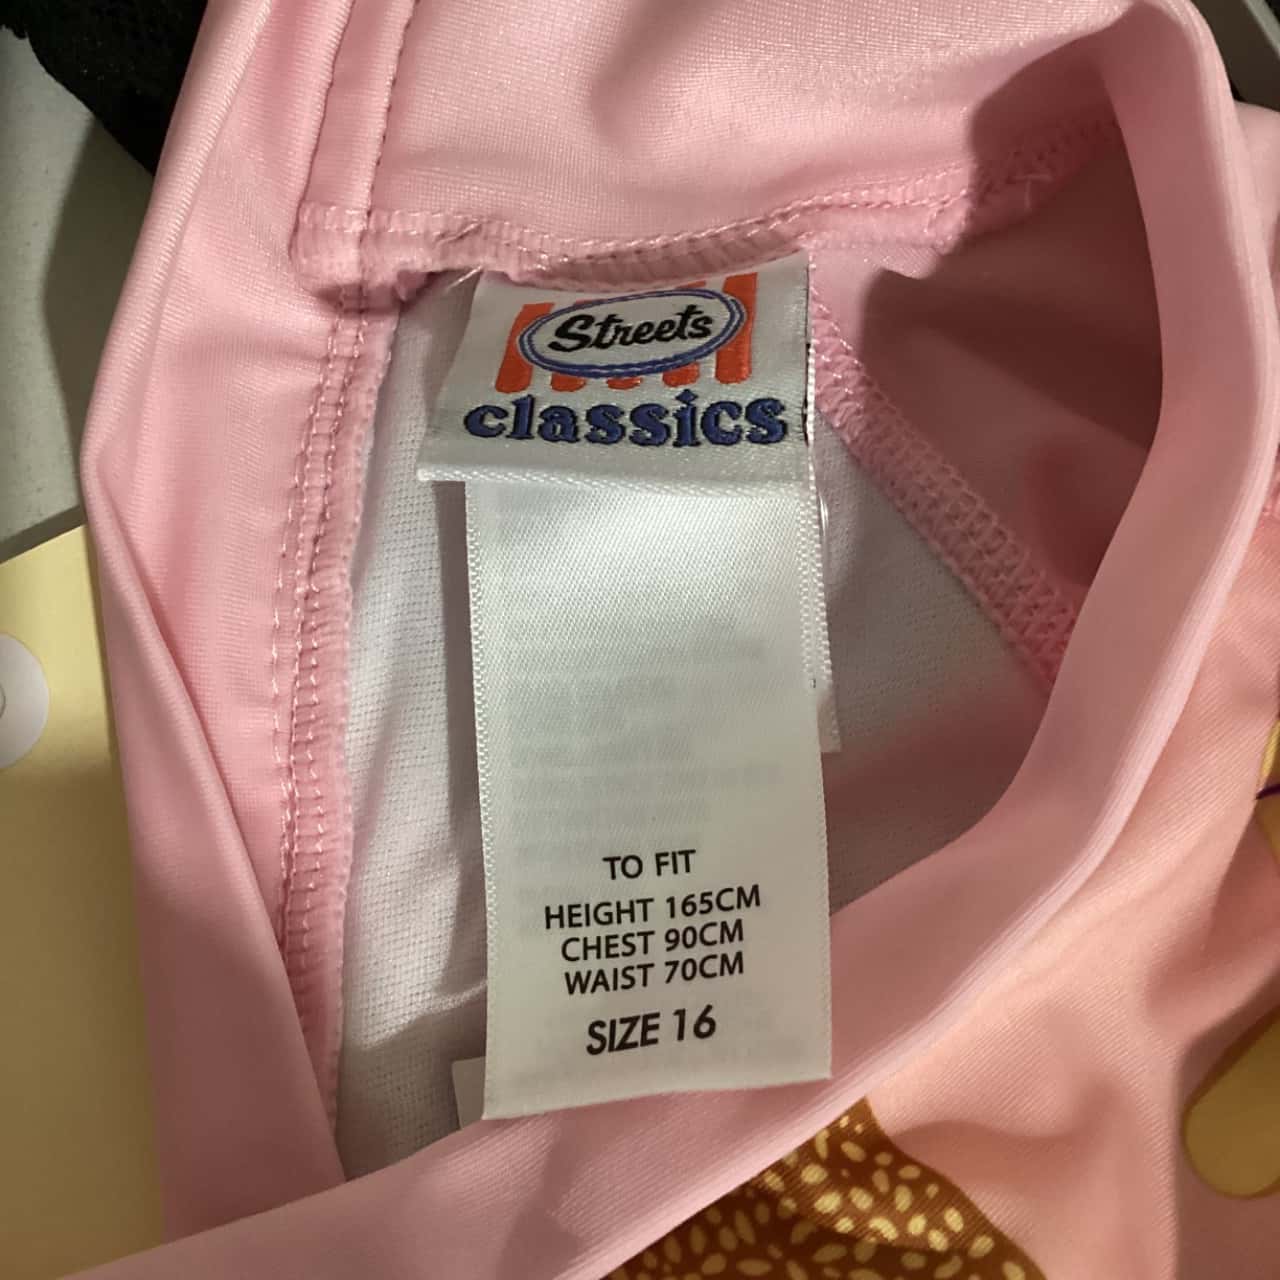 Streets
classics
TO FIT
HEIGHT 165CM
CHEST 90CM
WAIST 70CM
SIZE 16